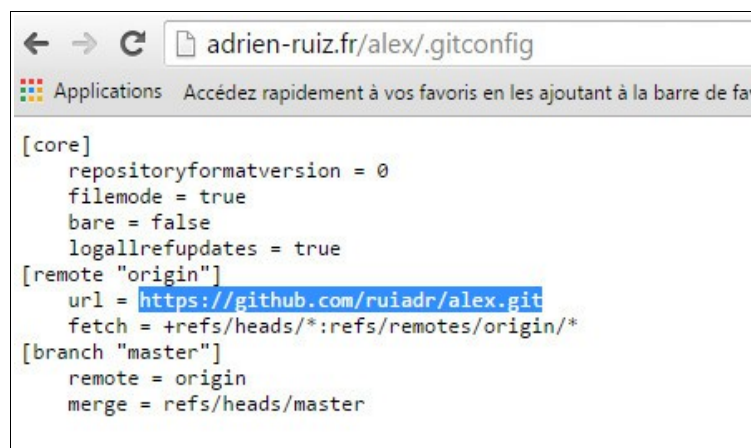 adrien-ruiz.fr/alex/.gitconfig
Applications Accédez rapidement à vos favoris en les ajoutant à la barre de fa
[core]
    repositoryformatversion = 0
    filemode = true
    bare = false
    logallrefupdates = true
[remote "origin"]
    url = https://github.com/ruiadr/alex.git
    fetch = +refs/heads/*:refs/remotes/origin/*
[branch "master"]
    remote = origin
    merge = refs/heads/master